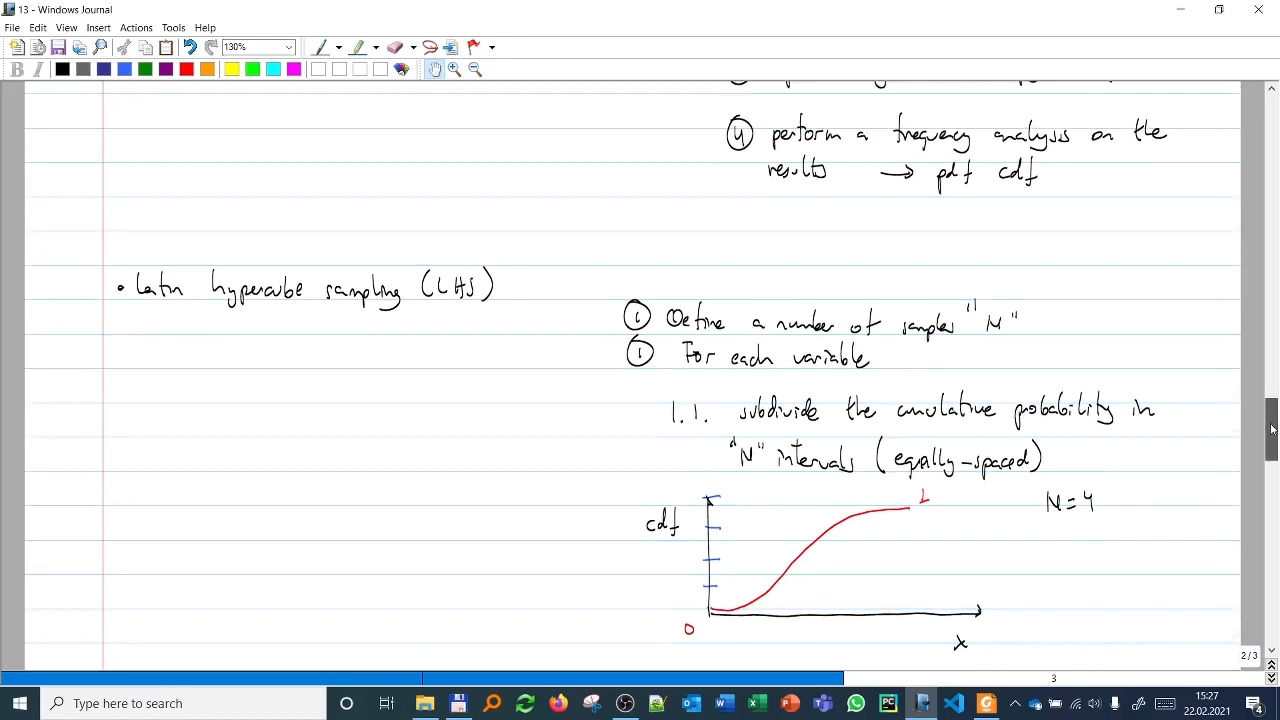 13 - Windows Journal
File Edit View Insert Actions Tools Help
130%
B I
④ perform a frequency analysis on the
results → pdf cdf
• Latin hypercube sampling (LHS)
Define a number of samples "N"
① For each variable
1.1. subdivide the cumulative probability in
"N" intervals (equally-spaced)
1
N=4
cdf
0
x
2/3
3
Type here to search
15:27
22.02.2021